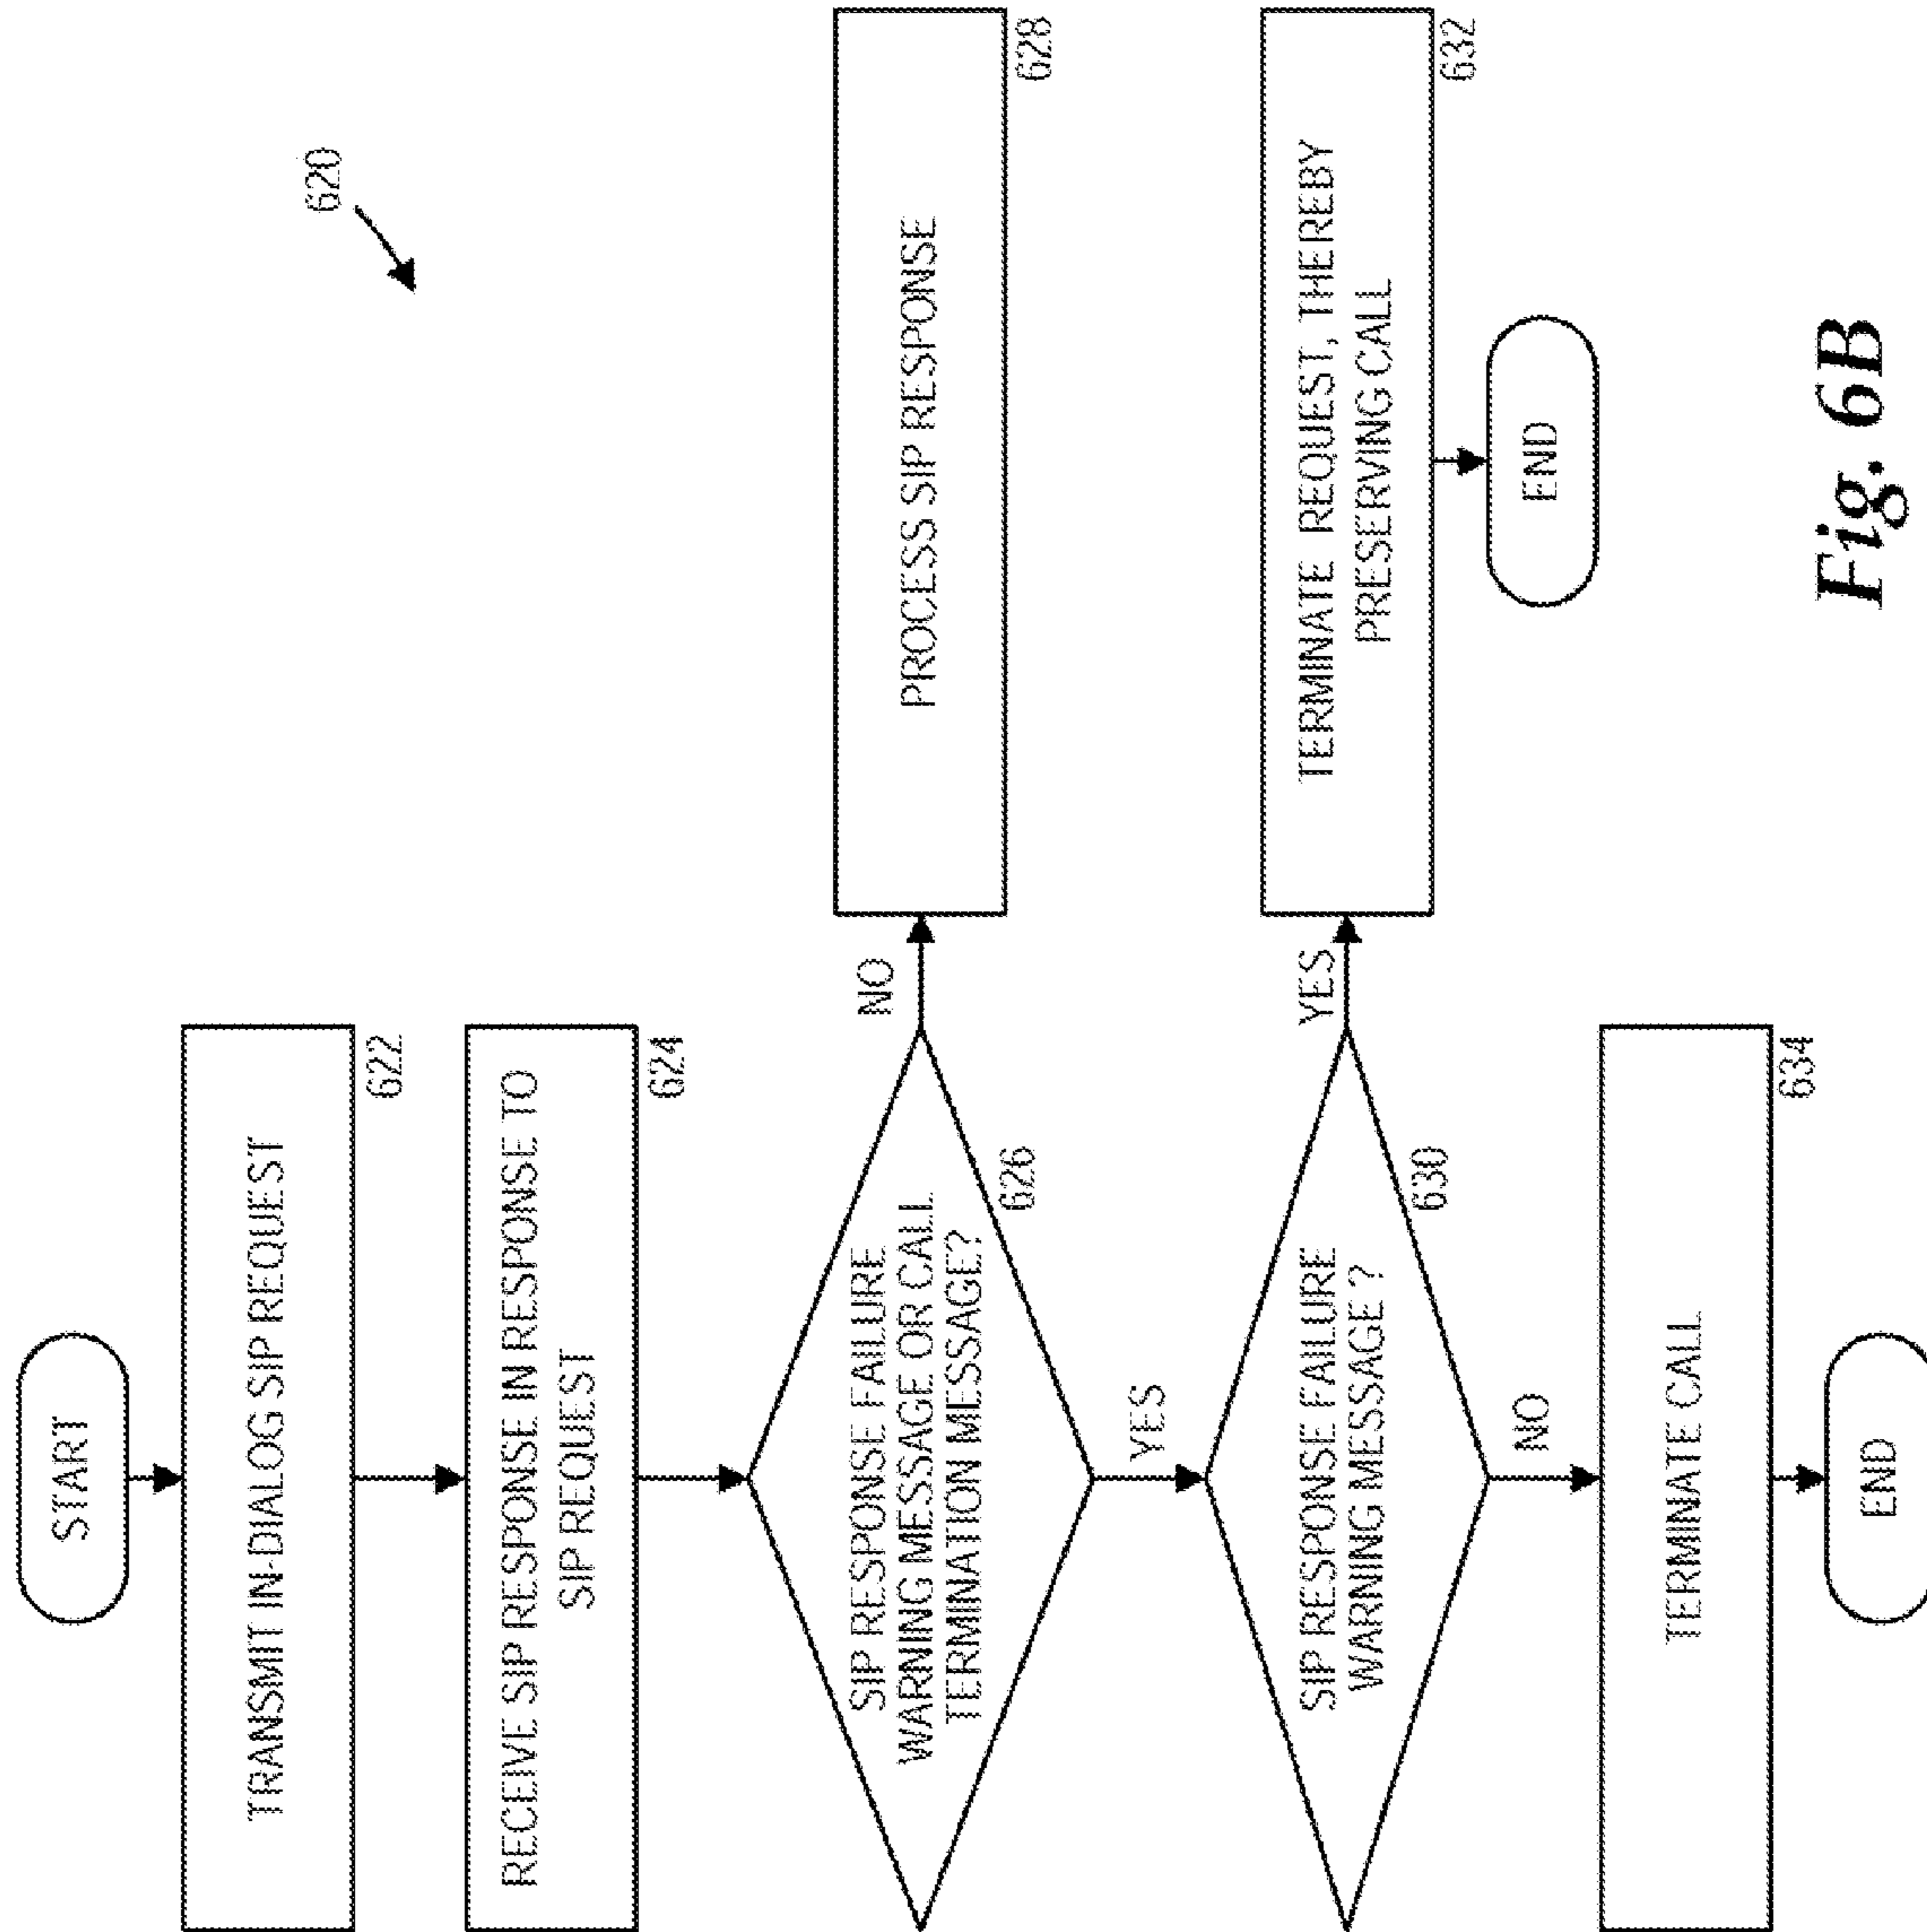 620
START
TRANSMIT IN-DIALOG SIP REQUEST
622
RECEIVE SIP RESPONSE IN RESPONSE TO
SIP REQUEST
624
SIP RESPONSE FAILURE
WARNING MESSAGE OR CALL
TERMINATION MESSAGE?
626
NO
PROCESS SIP RESPONSE
628
YES
SIP RESPONSE FAILURE
WARNING MESSAGE ?
630
YES
TERMINATE REQUEST, THEREBY
PRESERVING CALL
632
END
NO
TERMINATE CALL
634
END
Fig. 6B